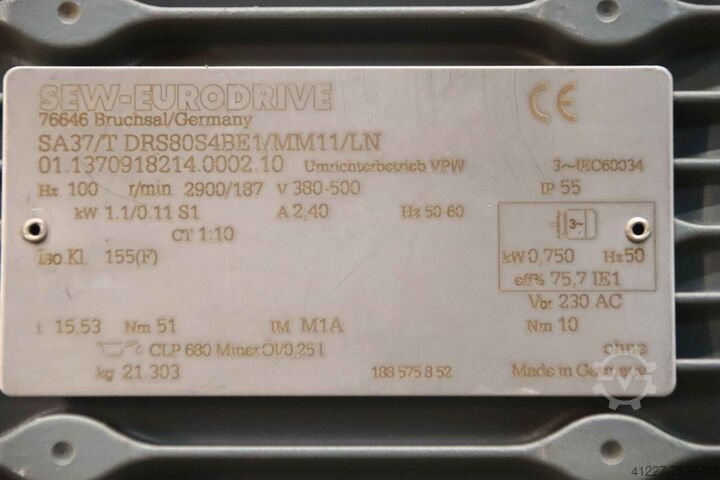 SEW-EURODRIVE
76646 Bruchsal/Germany
CE
SA37/T DRS80S4BE1/MM11/LN
01.1370918214.0002.10 Umrichterbetrieb VPW 3~IEC60034
Hz 100 r/min 2900/187 V 380-500 IP 55
kW 1.1/0.11 S1 A 2,40 Hz 50-60
3~
CT 1:10
Iso Kl. 155(F) kW 0,750 Hz 50
eff% 75,7 IE1
Vbr 230 AC
i 15,53 Nm 51 IM M1A Nm 10
CLP 680 Miner.Öl/0,25 l ohne
kg 21.303 188 575 8.52 Made in Germany
41227-7539704